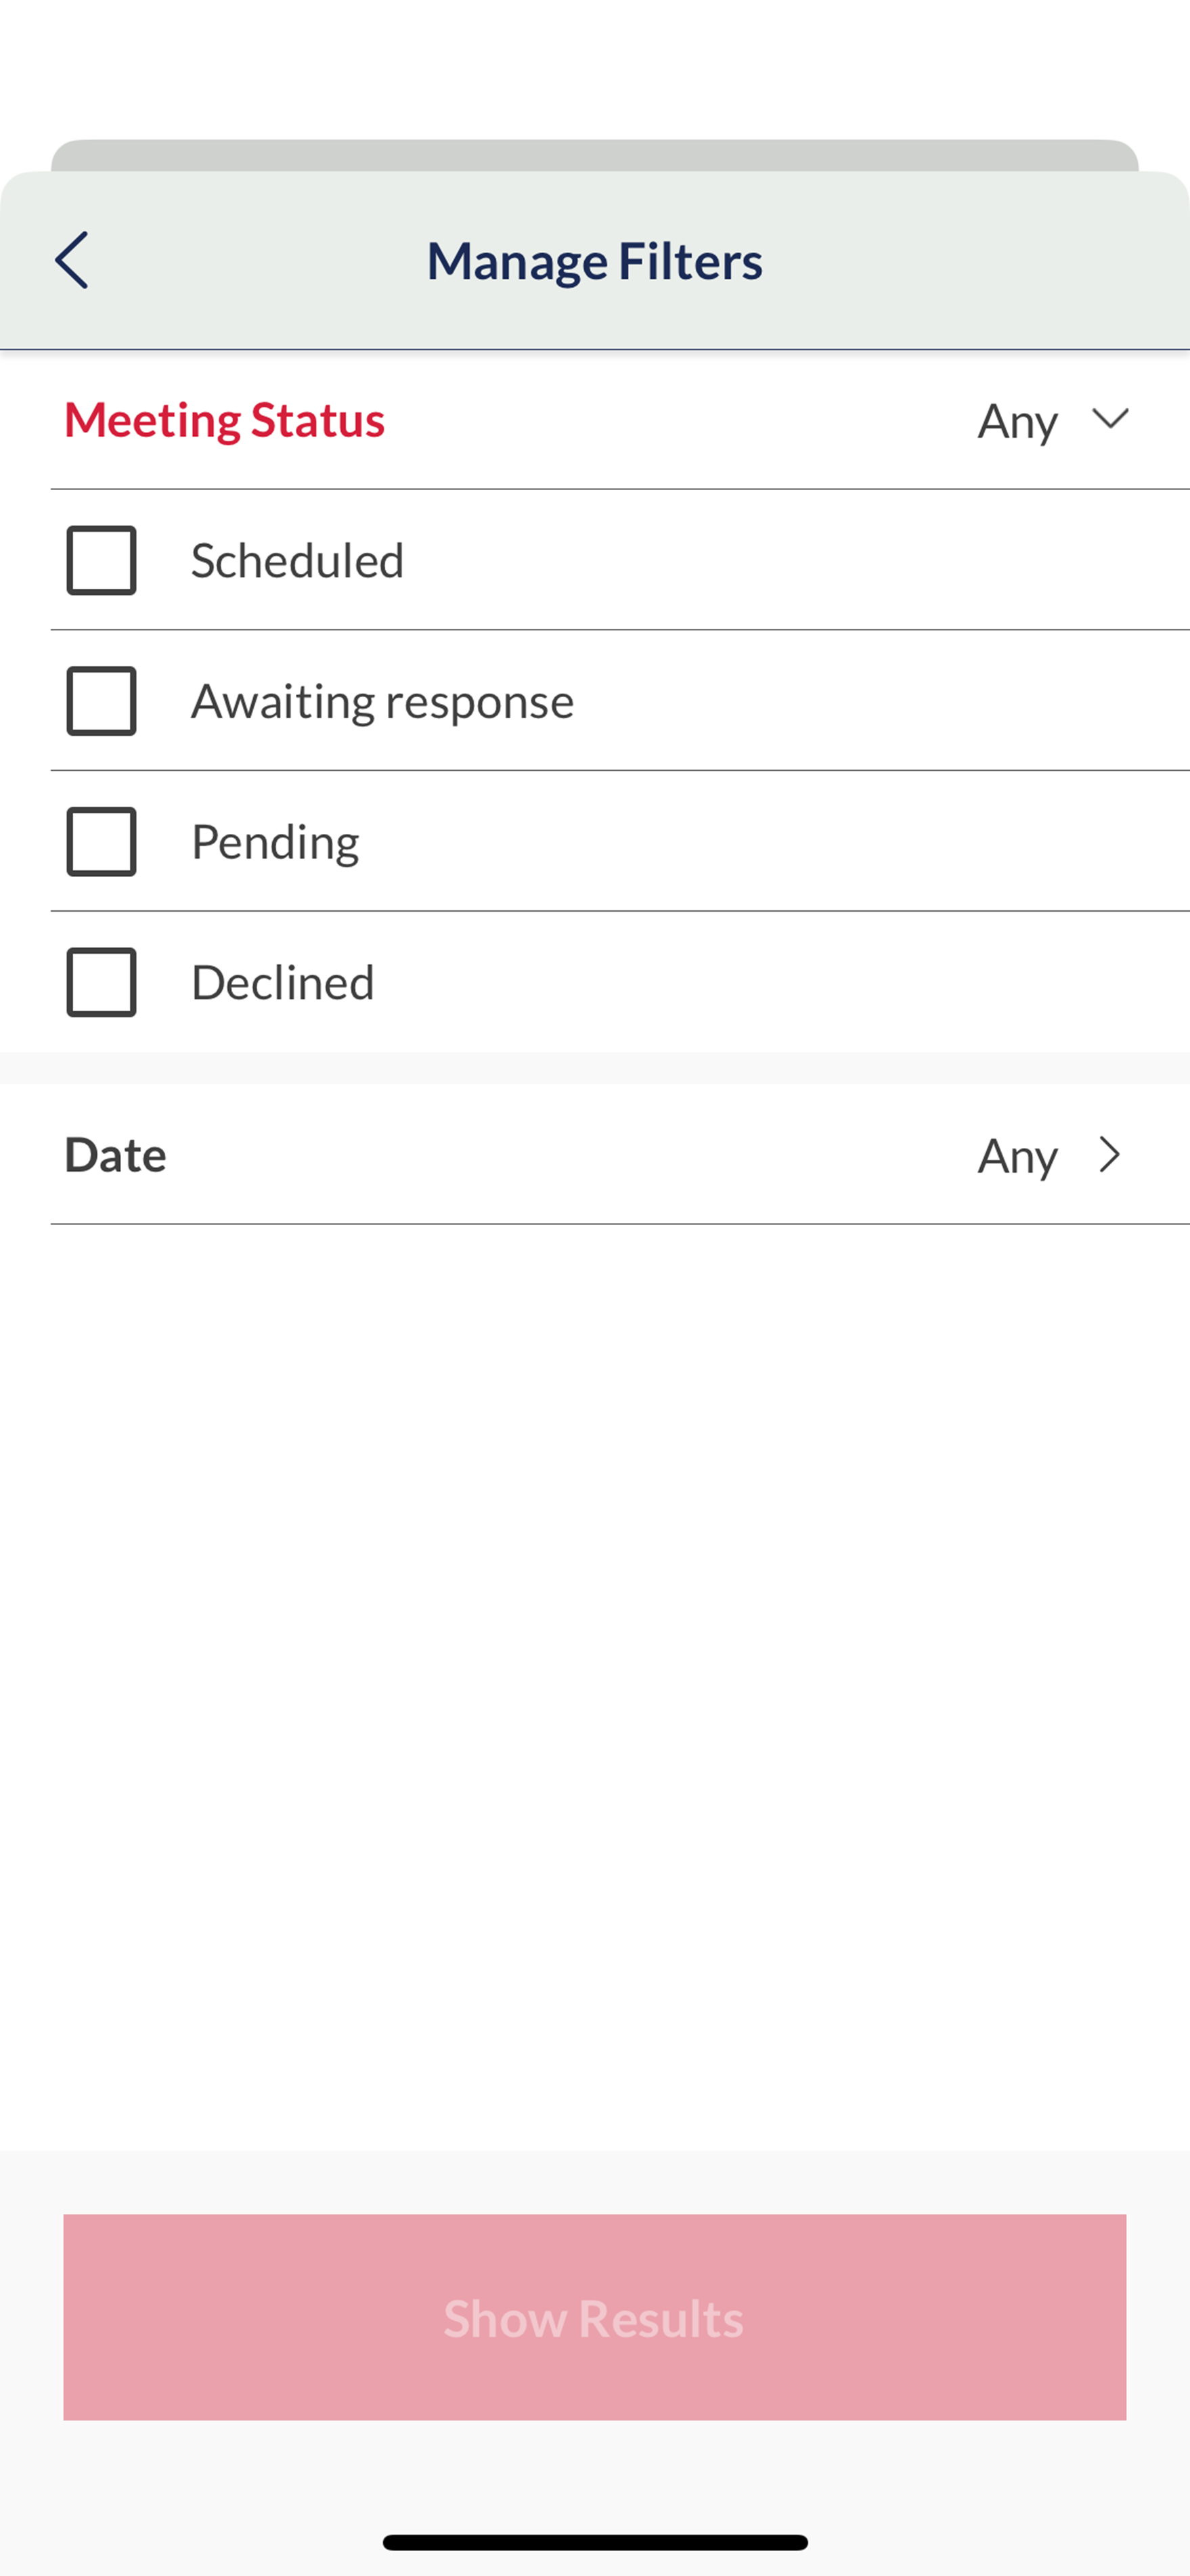 Manage Filters
Meeting Status Any
Scheduled
Awaiting response
Pending
Declined
Date Any
Show Results